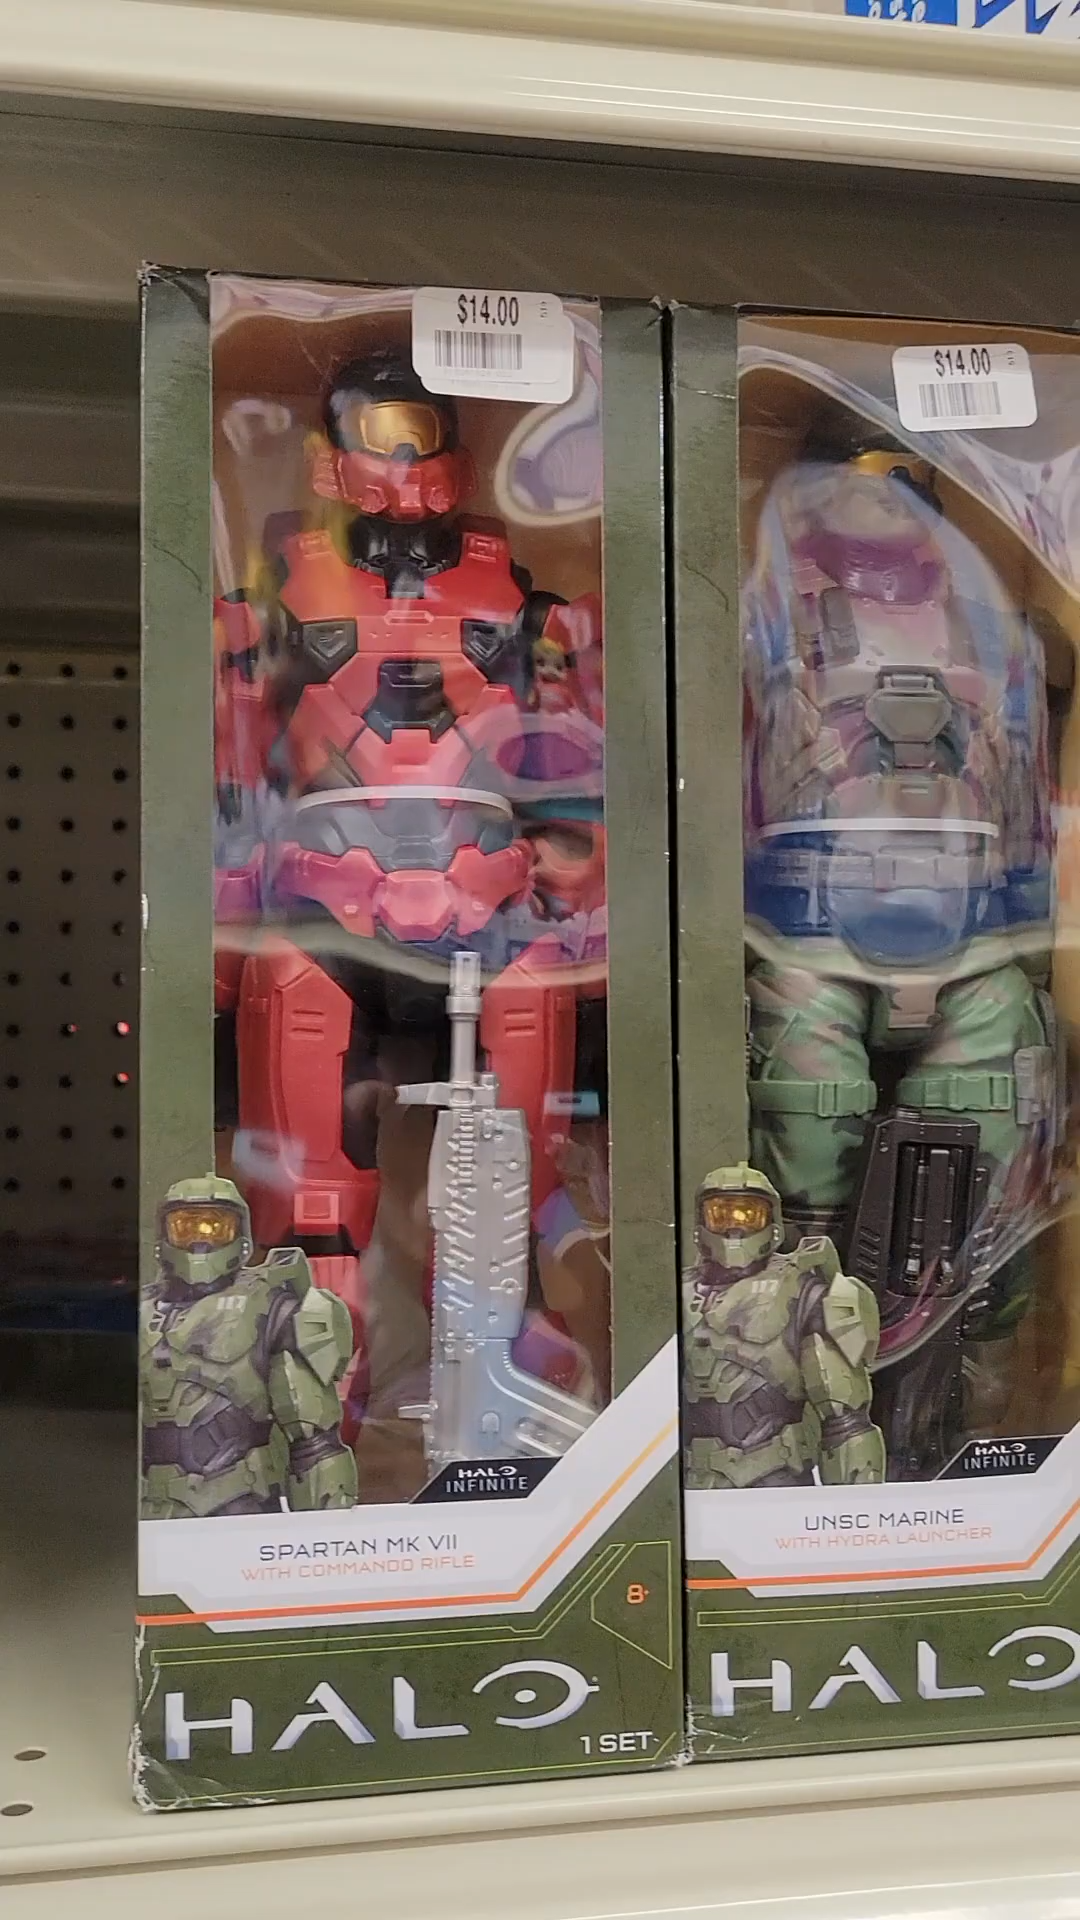 $14.00
$14.00
HALO
INFINITE
SPARTAN MK VII
WITH COMMANDO RIFLE
8+
HALO
1 SET
HALO
INFINITE
UNSC MARINE
WITH HYDRA LAUNCHER
HALO